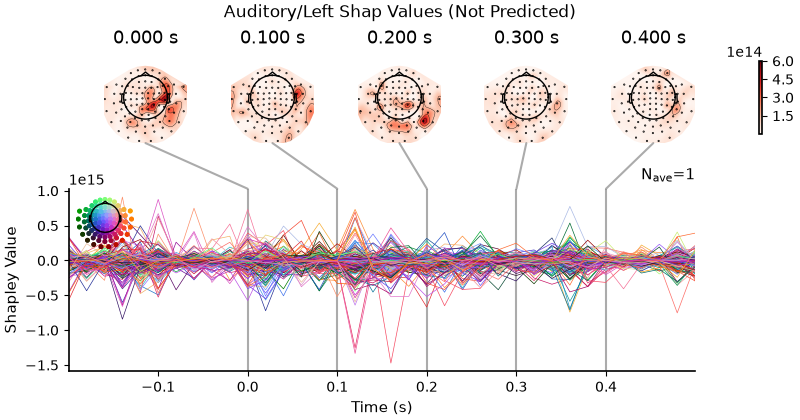 Auditory/Left Shap Values (Not Predicted)
0.000 s 0.100 s 0.200 s 0.300 s 0.400 s
1e14
6.0
4.5
3.0
1.5
Nave=1
1e15
1.0
0.5
0.0
−0.5
−1.0
−1.5
Shapley Value
−0.1 0.0 0.1 0.2 0.3 0.4
Time (s)